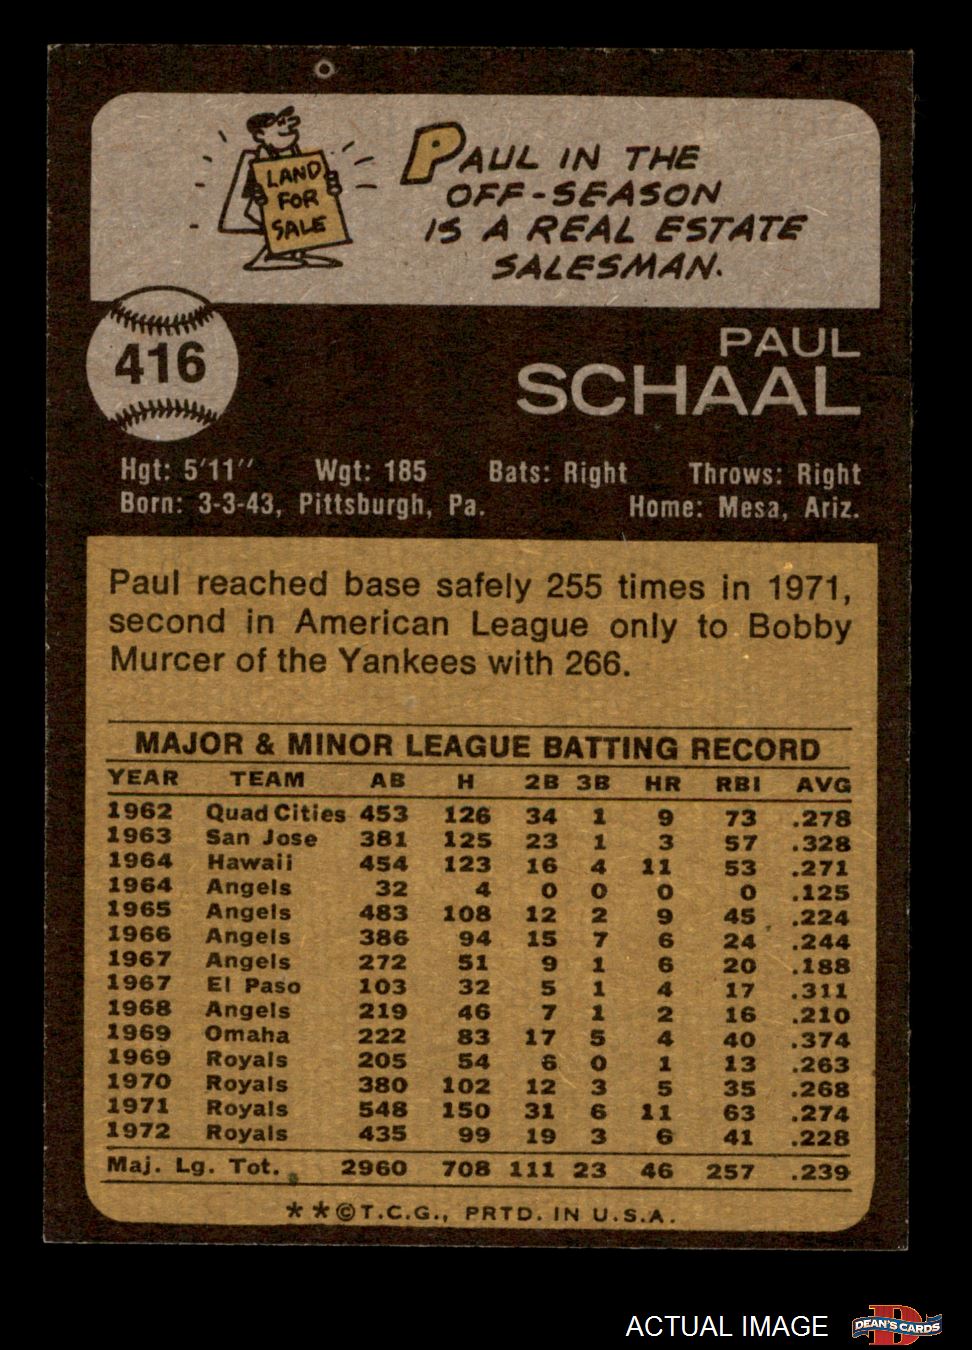 LAND
FOR
SALE
PAUL IN THE
OFF-SEASON
IS A REAL ESTATE
SALESMAN.
416
PAUL
SCHAAL
Hgt: 5'11" Wgt: 185 Bats: Right Throws: Right
Born: 3-3-43, Pittsburgh, Pa. Home: Mesa, Ariz.
Paul reached base safely 255 times in 1971,
second in American League only to Bobby
Murcer of the Yankees with 266.
MAJOR & MINOR LEAGUE BATTING RECORD
YEAR TEAM AB H 2B 3B HR RBI AVG
1962 Quad Cities 453 126 34 1 9 73 .278
1963 San Jose 381 125 23 1 3 57 .328
1964 Hawaii 454 123 16 4 11 53 .271
1964 Angels 32 4 0 0 0 0 .125
1965 Angels 483 108 12 2 9 45 .224
1966 Angels 386 94 15 7 6 24 .244
1967 Angels 272 51 9 1 6 20 .188
1967 El Paso 103 32 5 1 4 17 .311
1968 Angels 219 46 7 1 2 16 .210
1969 Omaha 222 83 17 5 4 40 .374
1969 Royals 205 54 6 0 1 13 .263
1970 Royals 380 102 12 3 5 35 .268
1971 Royals 548 150 31 6 11 63 .274
1972 Royals 435 99 19 3 6 41 .228
Maj. Lg. Tot. 2960 708 111 23 46 257 .239
**©T.C.G., PRTD. IN U.S.A.
ACTUAL IMAGE
D
DEAN'S CARDS